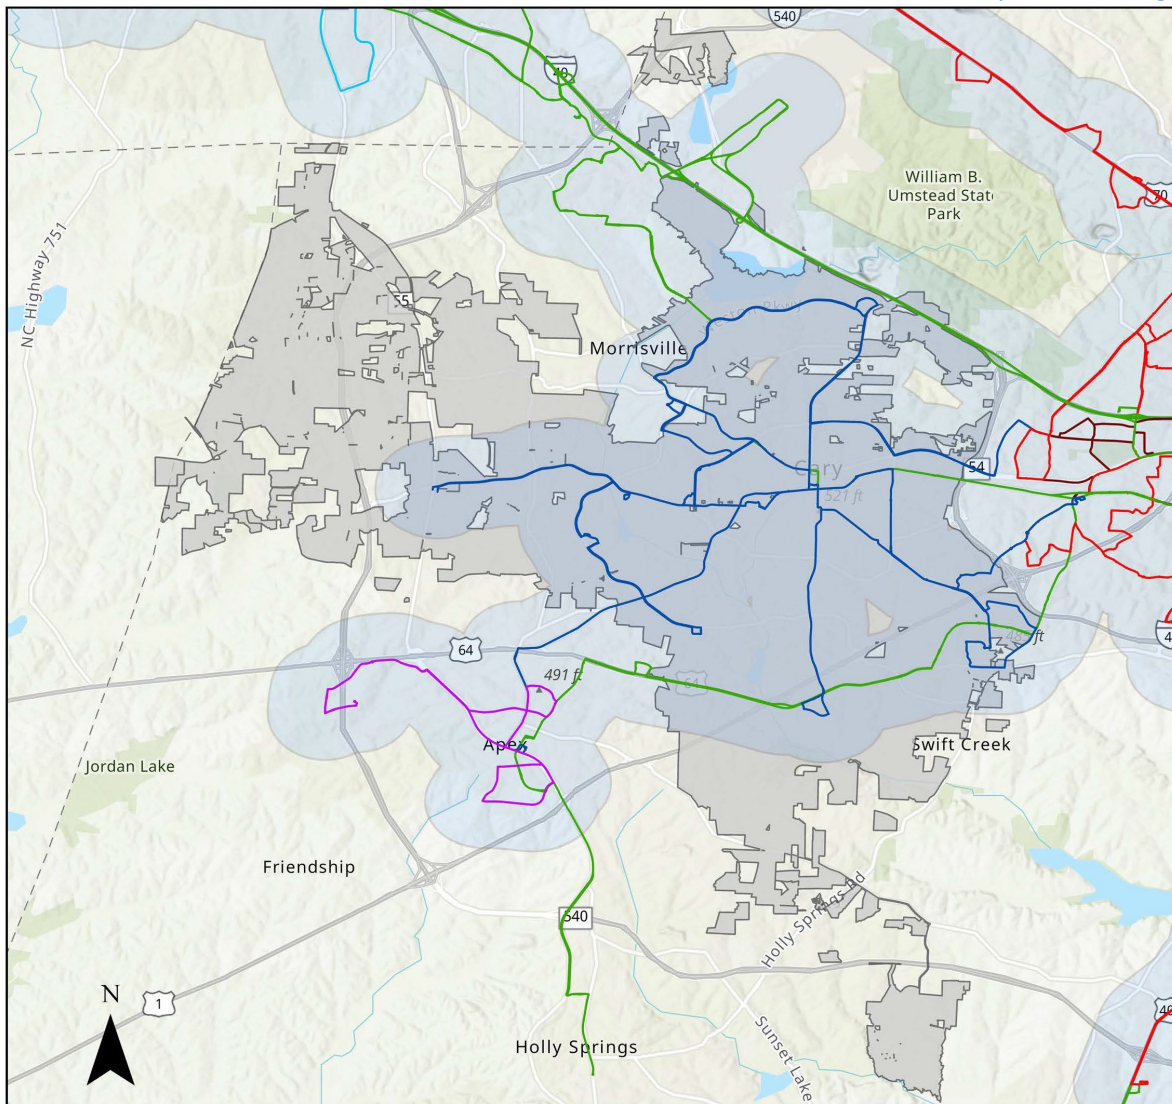 540
40
William B.
Umstead State
Park
70
NC Highway 751
55
Morrisville
Cary
54
521 ft
64
491 ft
64
Apex
Swift Creek
Jordan Lake
Friendship
540
Holly Springs Rd
N
1
Holly Springs
Sunset Lake